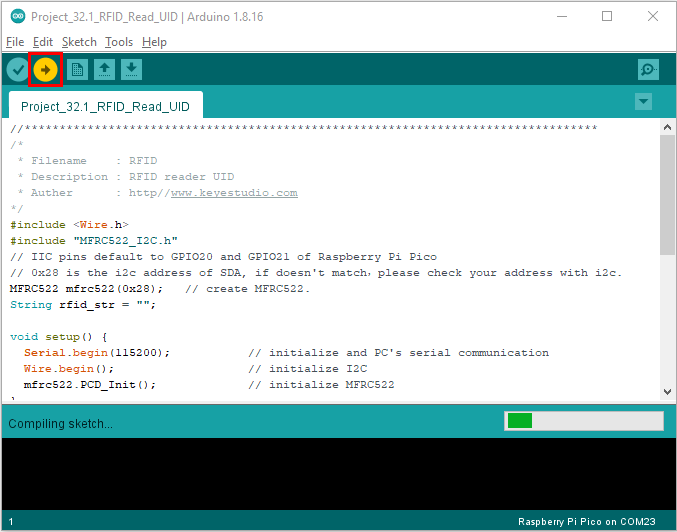 Project_32.1_RFID_Read_UID | Arduino 1.8.16
File Edit Sketch Tools Help
Project_32.1_RFID_Read_UID
//**********************************************************************************
/*
 * Filename    : RFID
 * Description : RFID reader UID
 * Auther      : http//www.keyestudio.com
*/
#include <Wire.h>
#include "MFRC522_I2C.h"
// IIC pins default to GPIO20 and GPIO21 of Raspberry Pi Pico
// 0x28 is the i2c address of SDA, if doesn't match，please check your address with i2c.
MFRC522 mfrc522(0x28);   // create MFRC522.
String rfid_str = "";
void setup() {
  Serial.begin(115200);           // initialize and PC's serial communication
  Wire.begin();                   // initialize I2C
  mfrc522.PCD_Init();             // initialize MFRC522
Compiling sketch...
1 Raspberry Pi Pico on COM23